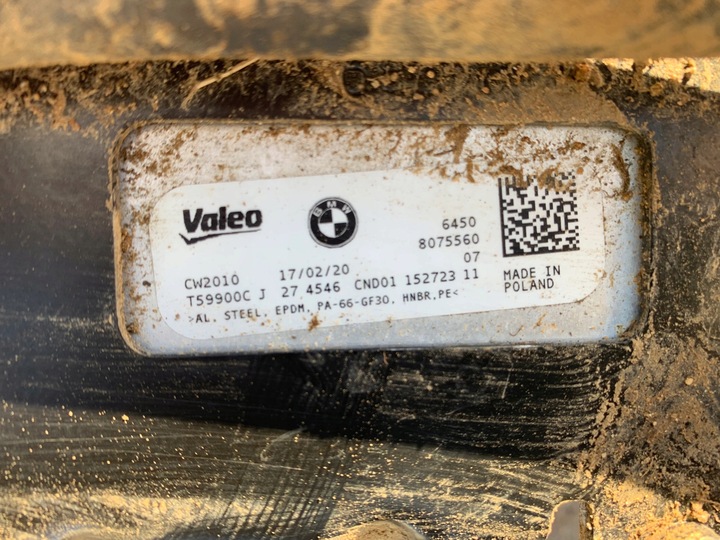 Valeo
BMW
6450
8075560
07
CW2010 17/02/20
T59900C J 27 4546 CND01 152723 11
>AL, STEEL, EPDM, PA-66-GF30, HNBR,PE<
MADE IN
POLAND